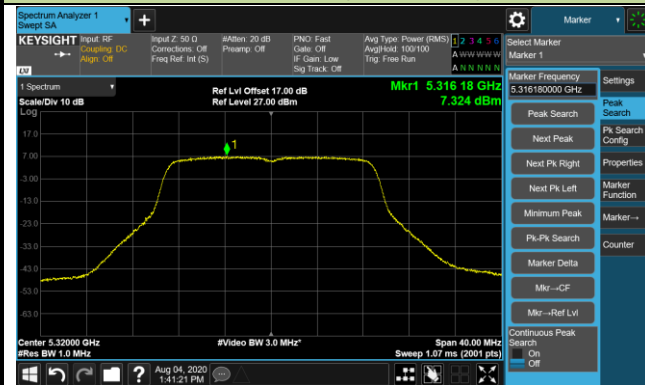 Spectrum Analyzer 1
Swept SA
+
Marker
KEYSIGHT
Input: RF
Coupling: DC
Align: Off
Input Z: 50 Ω
Corrections: Off
Freq Ref: Int (S)
#Atten: 20 dB
Preamp: Off
PNO: Fast
Gate: Off
IF Gain: Low
Sig Track: Off
Avg Type: Power (RMS)
Avg|Hold: 100/100
Trig: Free Run
1 2 3 4 5 6
A W W W W W
A N N N N N
LXI
Select Marker
Marker 1
1 Spectrum
Scale/Div 10 dB
Ref Lvl Offset 17.00 dB
Ref Level 27.00 dBm
Mkr1 5.316 18 GHz
7.324 dBm
Log
17.0
7.00
-3.00
-13.0
-23.0
-33.0
-43.0
-53.0
-63.0
1
Center 5.32000 GHz
#Res BW 1.0 MHz
#Video BW 3.0 MHz*
Span 40.00 MHz
Sweep 1.07 ms (2001 pts)
Marker Frequency
5.316180000 GHz
Peak Search
Next Peak
Next Pk Right
Next Pk Left
Minimum Peak
Pk-Pk Search
Marker Delta
Mkr→CF
Mkr→Ref Lvl
Continuous Peak
Search
On
Off
Settings
Peak
Search
Pk Search
Config
Properties
Marker
Function
Marker→
Counter
?
Aug 04, 2020
1:41:21 PM